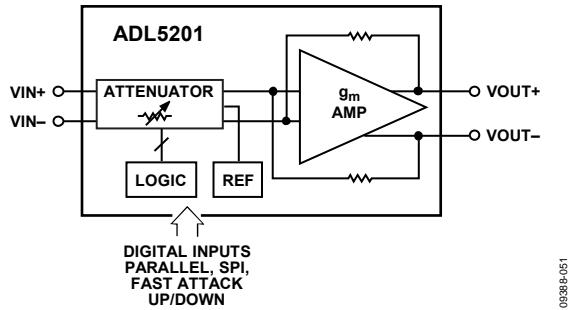 ADL5201
VIN+
VIN–
ATTENUATOR
LOGIC
REF
gm
AMP
VOUT+
VOUT–
DIGITAL INPUTS
PARALLEL, SPI,
FAST ATTACK
UP/DOWN
09388-051